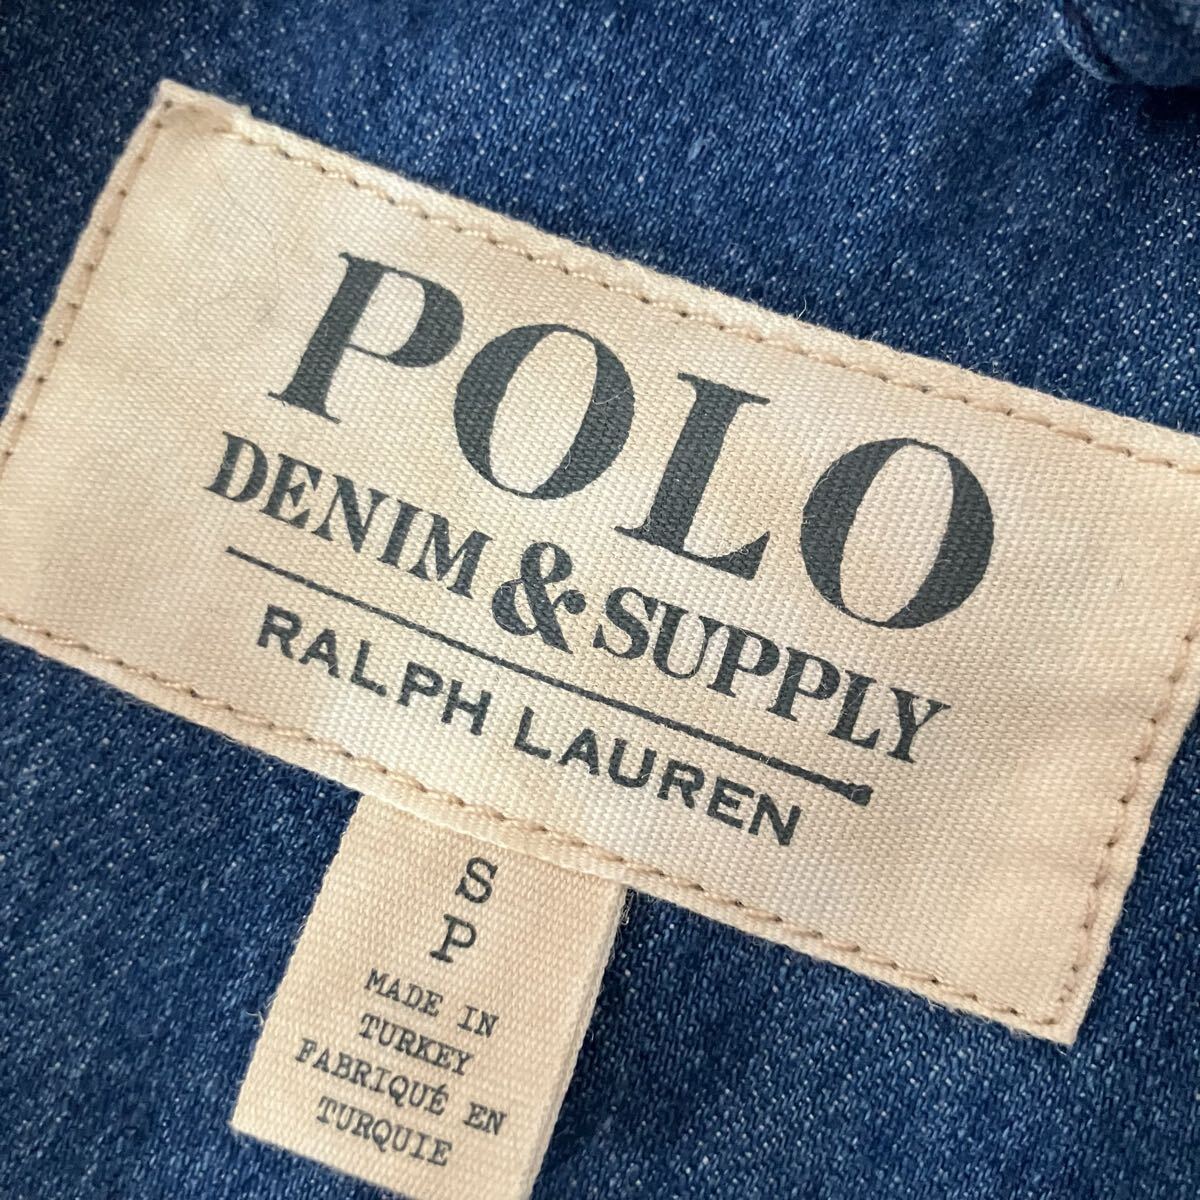 POLO
DENIM & SUPPLY
RALPH LAUREN
S
P
MADE IN
TURKEY
FABRIQUÉ EN
TURQUIE